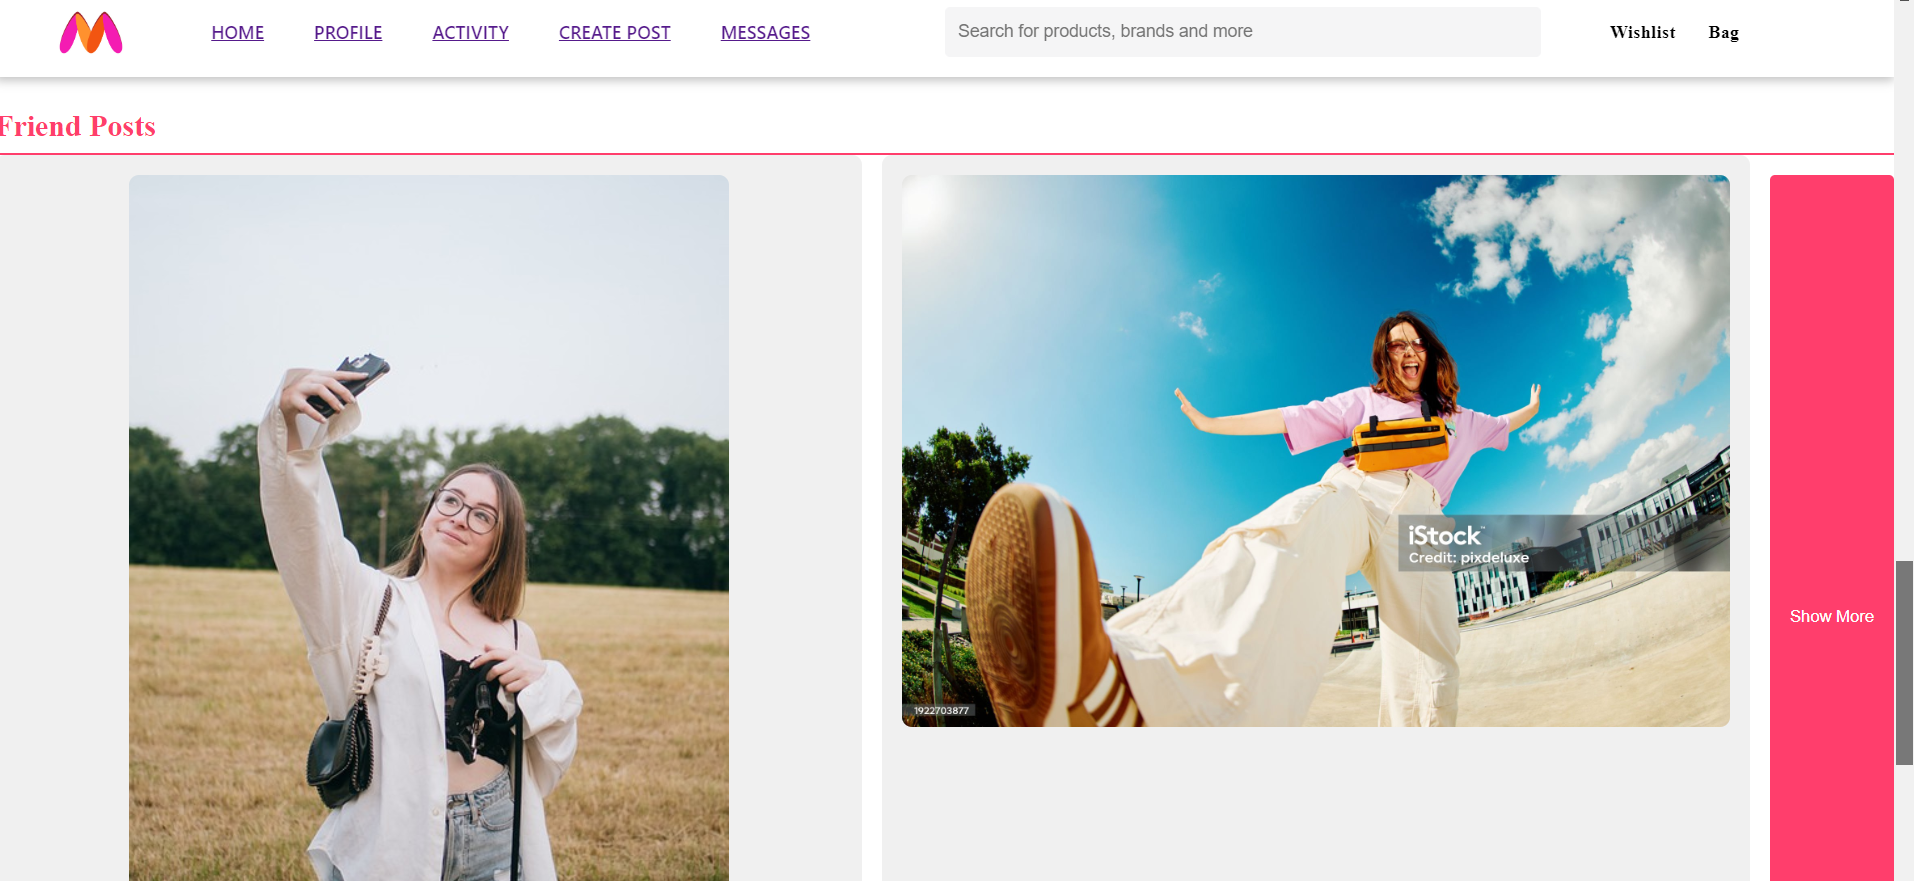 HOME PROFILE ACTIVITY CREATE POST MESSAGES Search for products, brands and more Wishlist Bag
Friend Posts
iStock™
Credit: pixdeluxe
Show More
1922703877